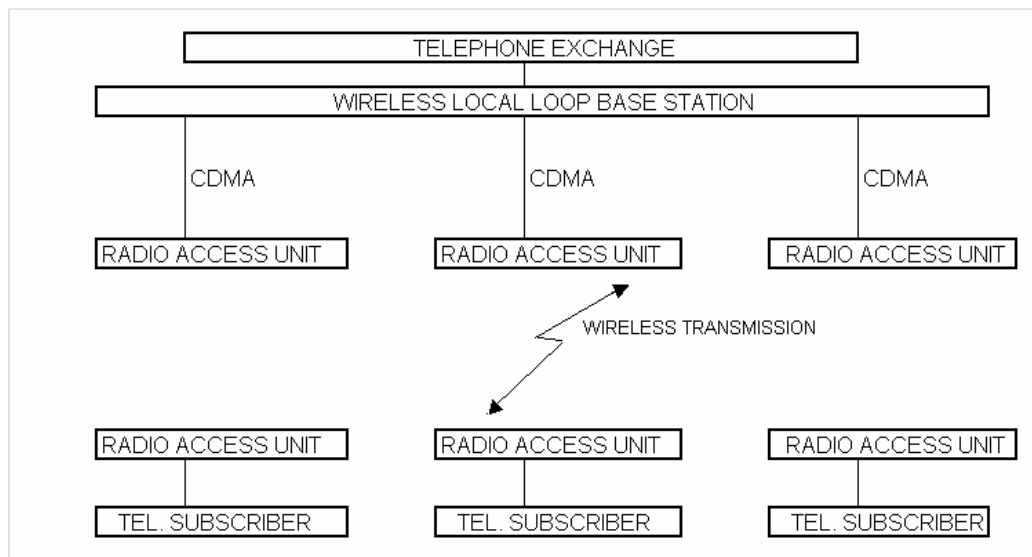 TELEPHONE EXCHANGE
WIRELESS LOCAL LOOP BASE STATION
CDMA CDMA CDMA
RADIO ACCESS UNIT RADIO ACCESS UNIT RADIO ACCESS UNIT
WIRELESS TRANSMISSION
RADIO ACCESS UNIT RADIO ACCESS UNIT RADIO ACCESS UNIT
TEL. SUBSCRIBER TEL. SUBSCRIBER TEL. SUBSCRIBER